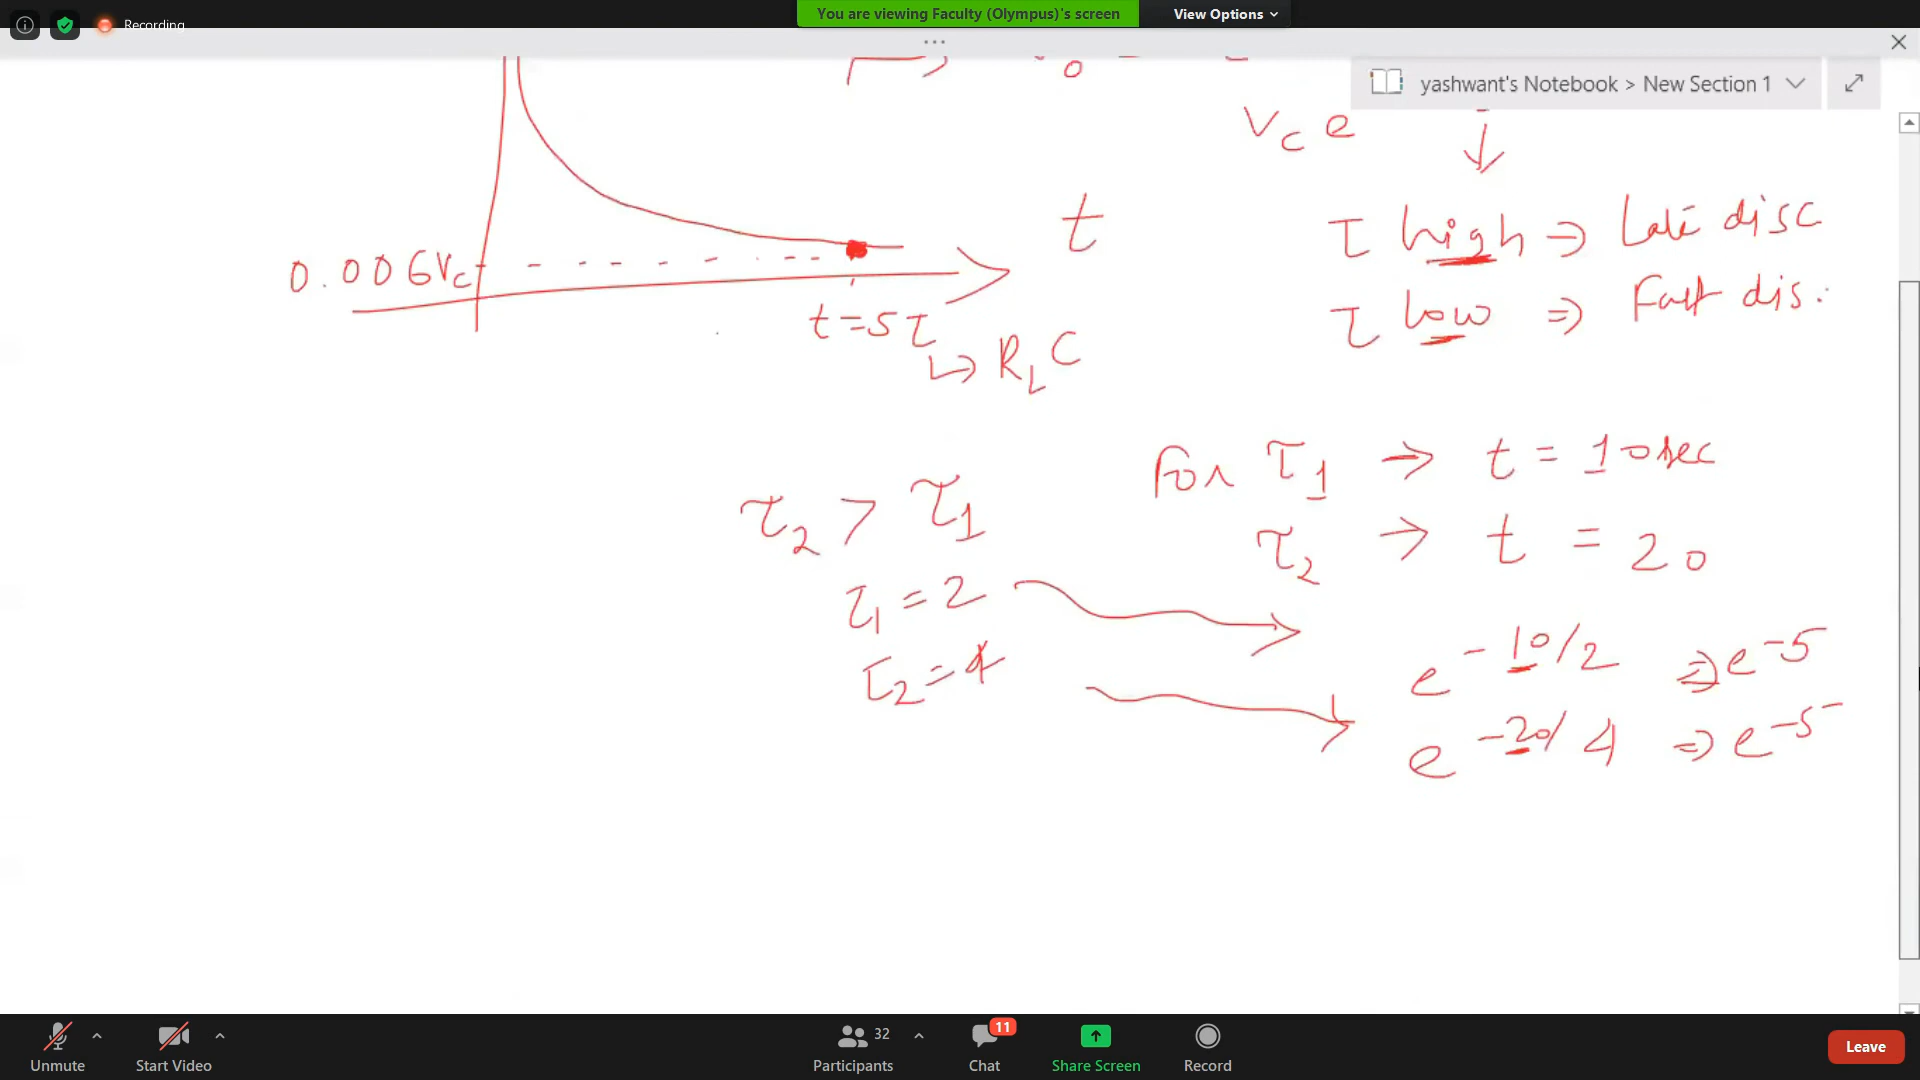 Recording
You are viewing Faculty (Olympus)'s screen
View Options
yashwant's Notebook > New Section 1
Vc e
t
τ high ⇒ Late disc
τ low ⇒ Fast dis.
0.006Vc
t=5τ
↳ R_L C
For τ1 → t = 10sec
τ2 > τ1
τ2 → t = 20
τ1 = 2
e^-10/2 ⇒ e^-5
τ2 = 4
e^-20/4 ⇒ e^-5
Unmute
Start Video
32
Participants
11
Chat
Share Screen
Record
Leave